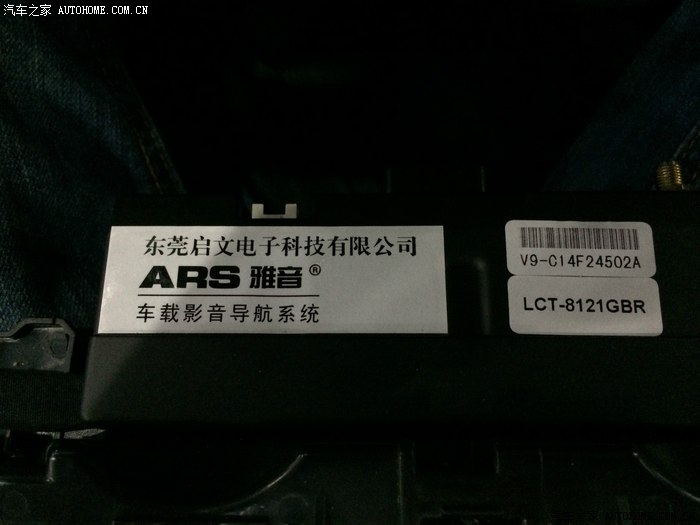 汽车之家 AUTOHOME.COM.CN
东莞启文电子科技有限公司
ARS 雅音®
车载影音导航系统
V9-C14F24502A
LCT-8121GBR